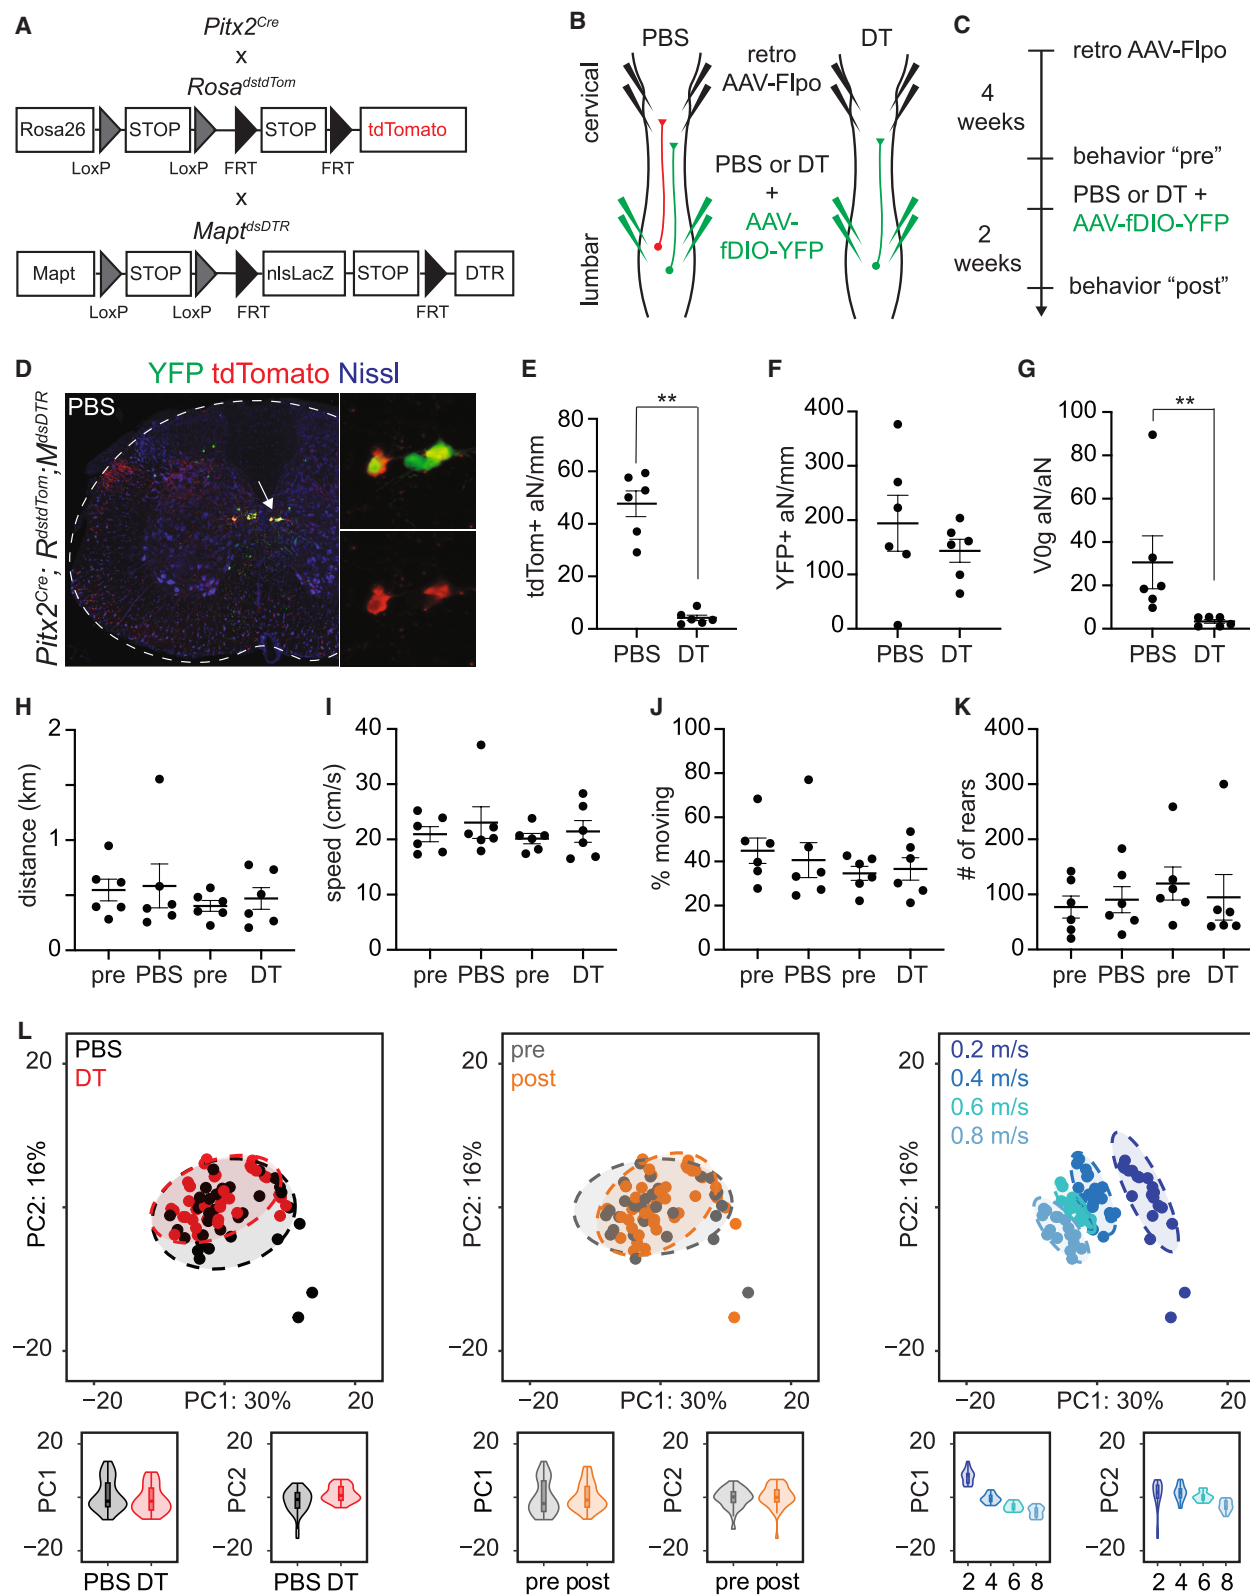 A
Pitx2Cre
x
RosadstdTom
Rosa26 STOP STOP tdTomato
LoxP LoxP FRT FRT
x
MaptdsDTR
Mapt STOP nlsLacZ STOP DTR
LoxP LoxP FRT FRT
B
PBS DT
cervical
retro
AAV-Flpo
PBS or DT
+
AAV-
fDIO-YFP
lumbar
C
retro AAV-Flpo
4
weeks
behavior “pre”
PBS or DT +
AAV-fDIO-YFP
2
weeks
behavior “post”
D
YFP tdTomato Nissl
PBS
Pitx2Cre; RdstdTom;MdsDTR
E
**
tdTom+ aN/mm
80
60
40
20
0
PBS DT
F
YFP+ aN/mm
400
300
200
100
0
PBS DT
G
**
V0g aN/aN
100
80
60
40
20
0
PBS DT
H
distance (km)
2
1
0
pre PBS pre DT
I
speed (cm/s)
40
30
20
10
0
pre PBS pre DT
J
% moving
100
80
60
40
20
0
pre PBS pre DT
K
# of rears
400
300
200
100
0
pre PBS pre DT
L
PBS
DT
20
PC2: 16%
−20
−20 PC1: 30% 20
pre
post
20
PC2: 16%
−20
−20 PC1: 30% 20
0.2 m/s
0.4 m/s
0.6 m/s
0.8 m/s
20
PC2: 16%
−20
−20 PC1: 30% 20
20
PC1
−20
PBS DT
20
PC2
−20
PBS DT
20
PC1
−20
pre post
20
PC2
−20
pre post
20
PC1
−20
2 4 6 8
20
PC2
−20
2 4 6 8